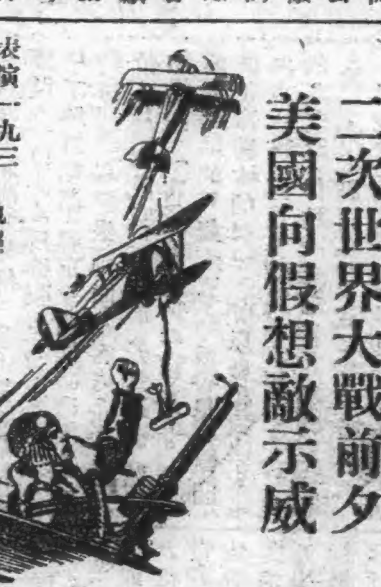 二次世界大戰前夕
美國向假想敵示威
表演一九三